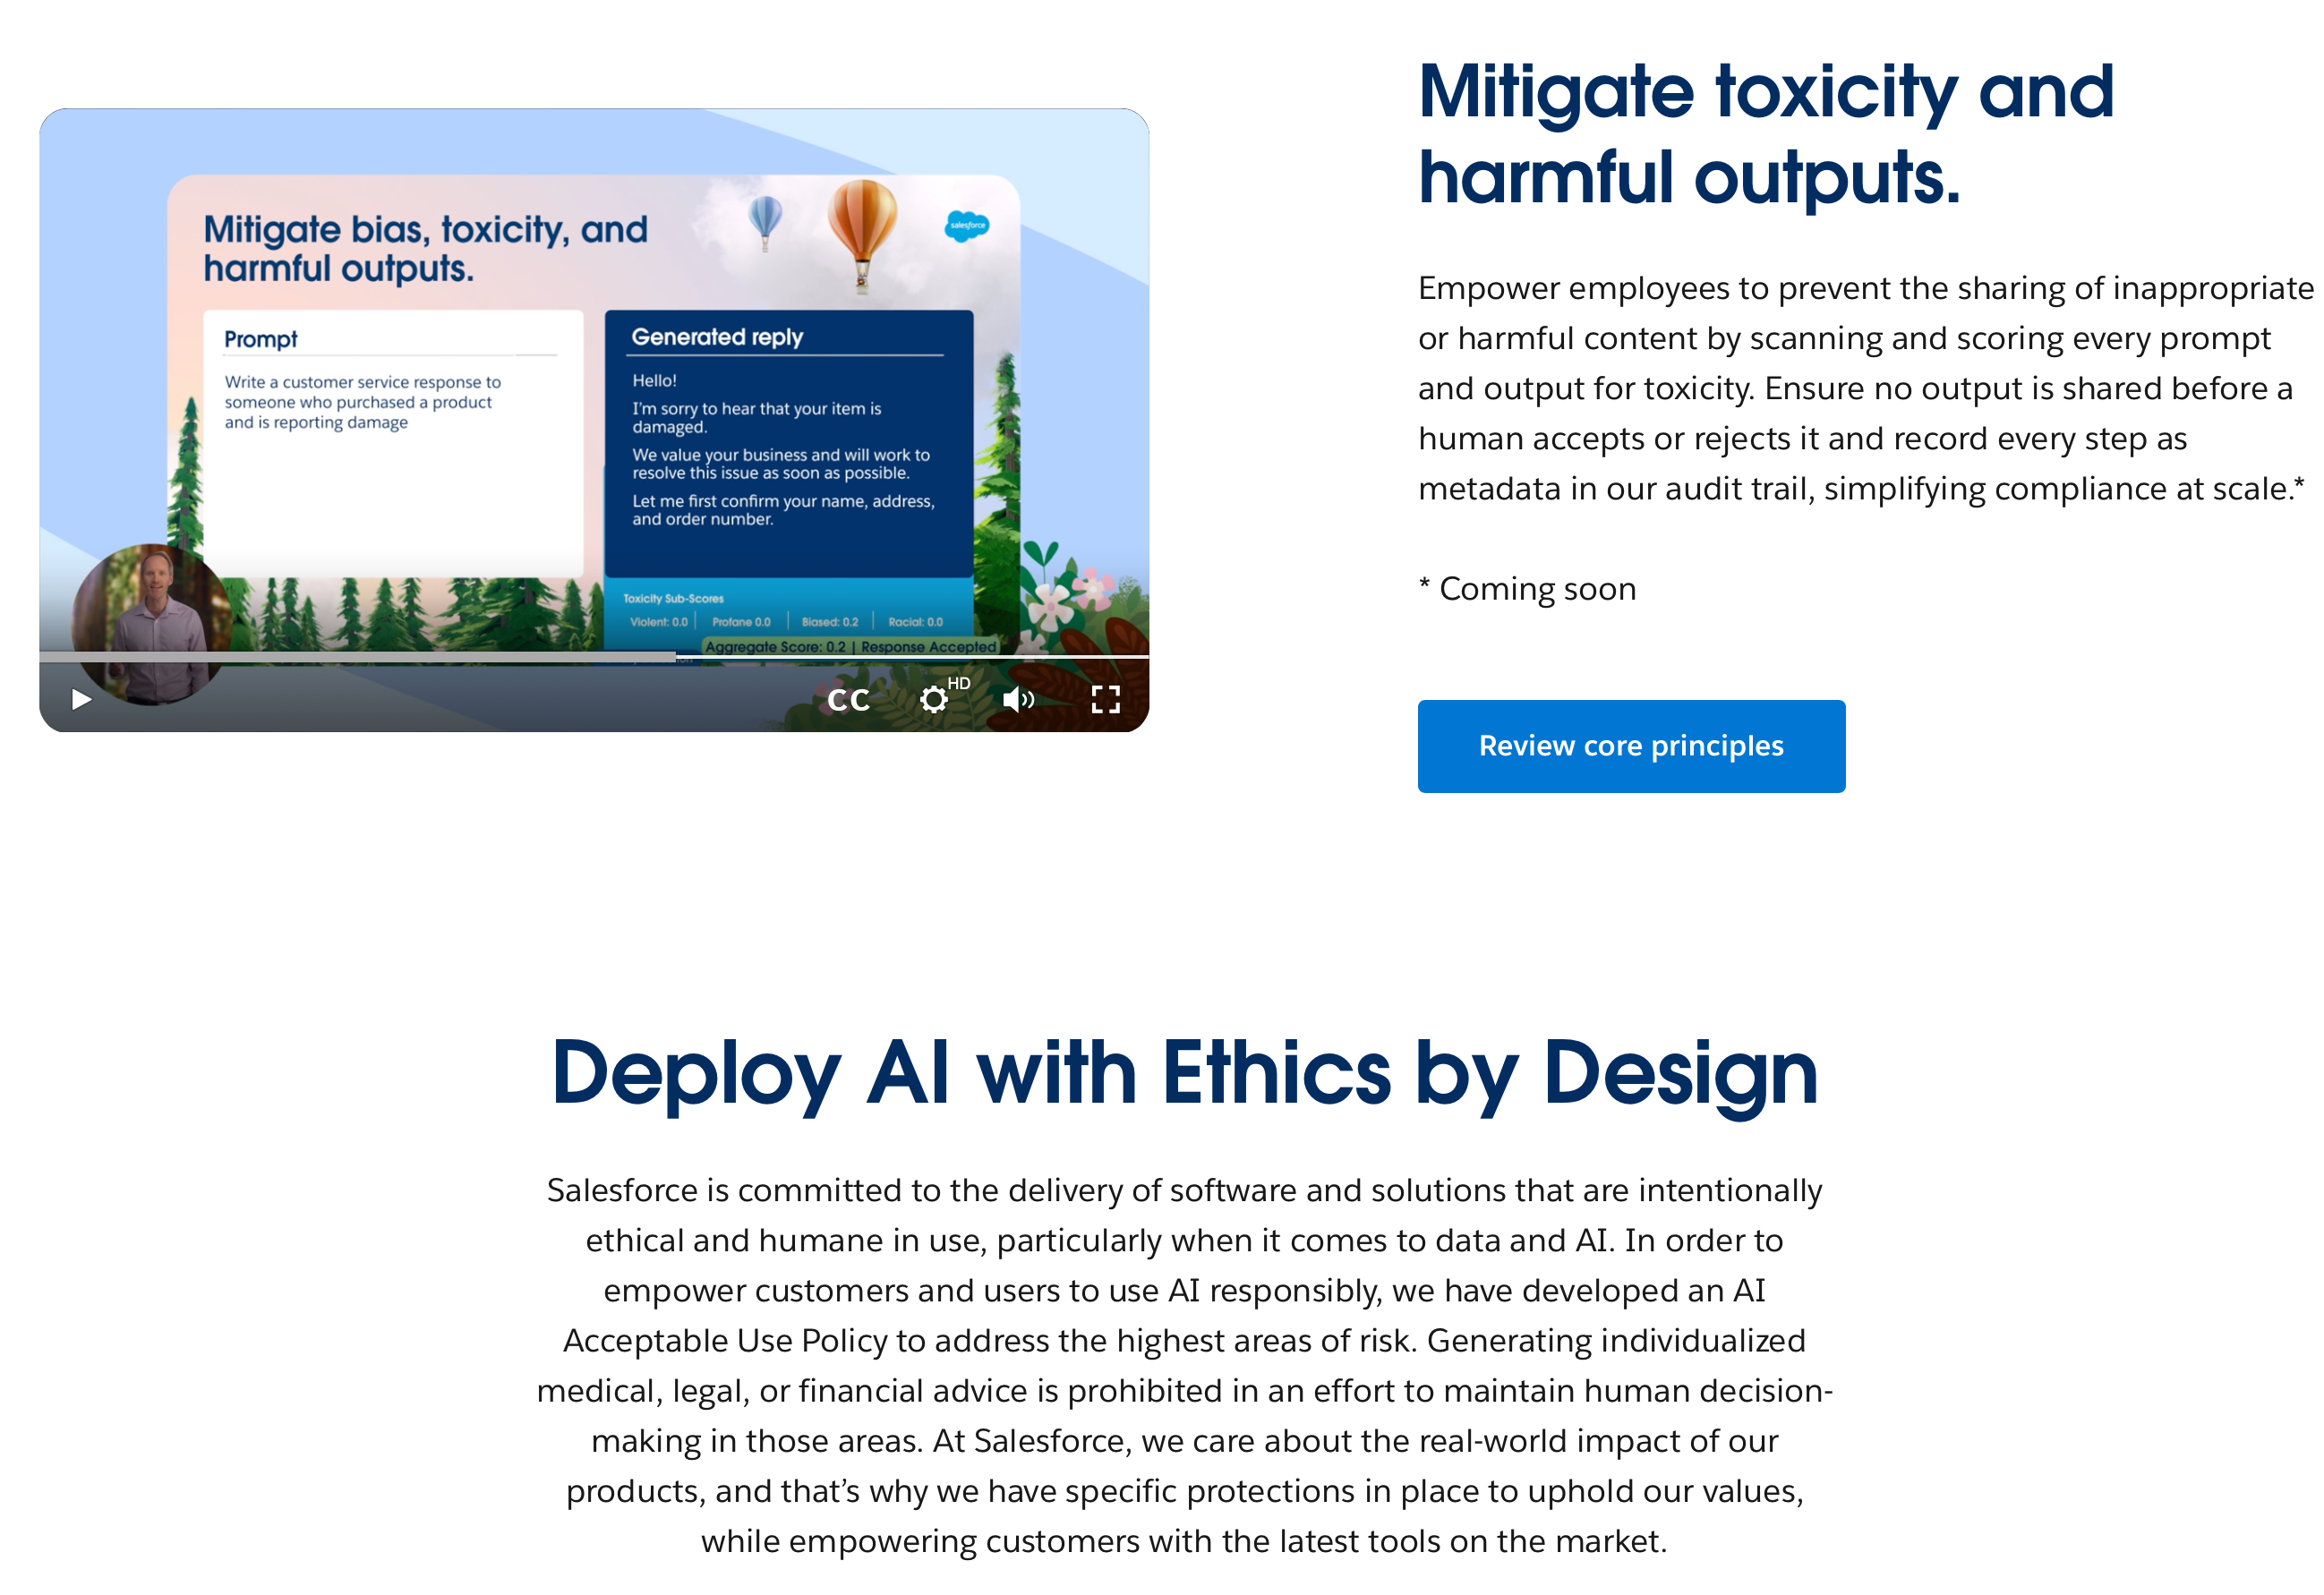 Mitigate bias, toxicity, and
harmful outputs.
salesforce
Prompt
Write a customer service response to
someone who purchased a product
and is reporting damage
Generated reply
Hello!
I'm sorry to hear that your item is
damaged.
We value your business and will work to
resolve this issue as soon as possible.
Let me first confirm your name, address,
and order number.
Toxicity Sub-Scores
Violent: 0.0 | Profane 0.0 | Biased: 0.2 | Racial: 0.0
Aggregate Score: 0.2 | Response Accepted
CC
HD
Mitigate toxicity and
harmful outputs.
Empower employees to prevent the sharing of inappropriate
or harmful content by scanning and scoring every prompt
and output for toxicity. Ensure no output is shared before a
human accepts or rejects it and record every step as
metadata in our audit trail, simplifying compliance at scale.*
* Coming soon
Review core principles
Deploy AI with Ethics by Design
Salesforce is committed to the delivery of software and solutions that are intentionally
ethical and humane in use, particularly when it comes to data and AI. In order to
empower customers and users to use AI responsibly, we have developed an AI
Acceptable Use Policy to address the highest areas of risk. Generating individualized
medical, legal, or financial advice is prohibited in an effort to maintain human decision-
making in those areas. At Salesforce, we care about the real-world impact of our
products, and that’s why we have specific protections in place to uphold our values,
while empowering customers with the latest tools on the market.